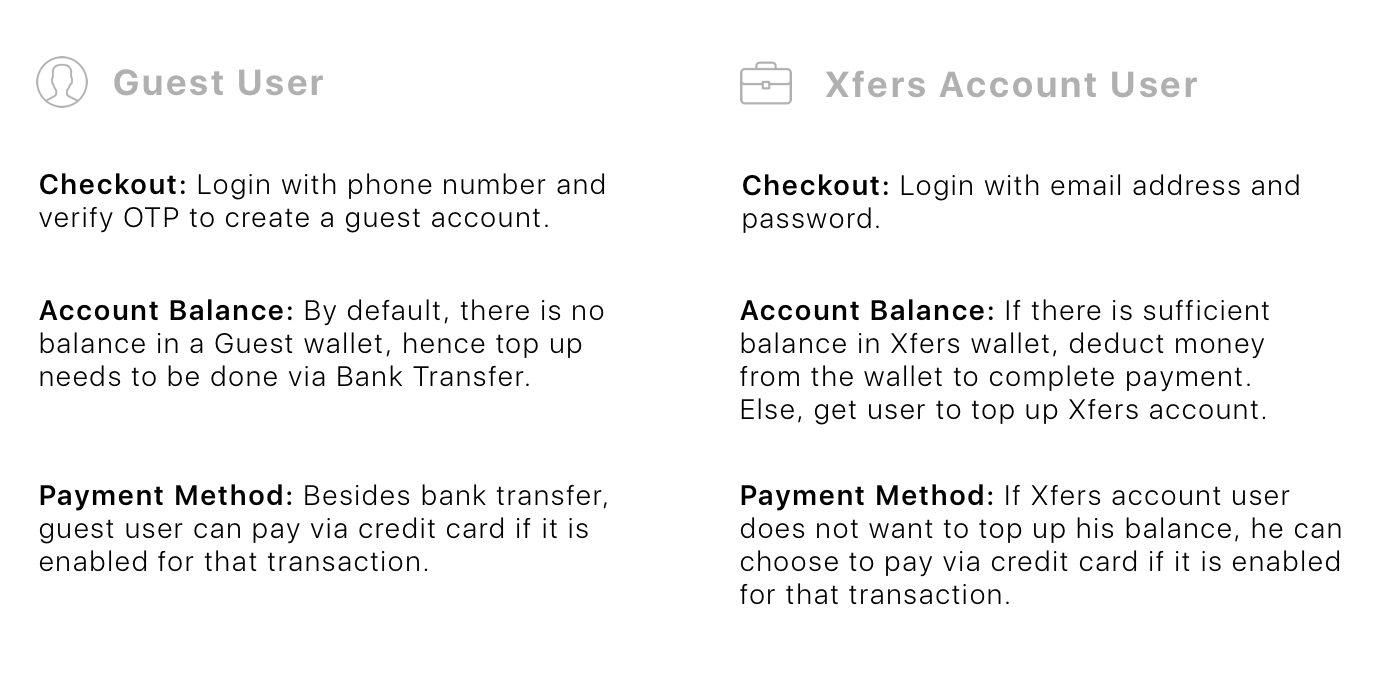 Guest User
Checkout: Login with phone number and
verify OTP to create a guest account.
Account Balance: By default, there is no
balance in a Guest wallet, hence top up
needs to be done via Bank Transfer.
Payment Method: Besides bank transfer,
guest user can pay via credit card if it is
enabled for that transaction.
Xfers Account User
Checkout: Login with email address and
password.
Account Balance: If there is sufficient
balance in Xfers wallet, deduct money
from the wallet to complete payment.
Else, get user to top up Xfers account.
Payment Method: If Xfers account user
does not want to top up his balance, he can
choose to pay via credit card if it is enabled
for that transaction.